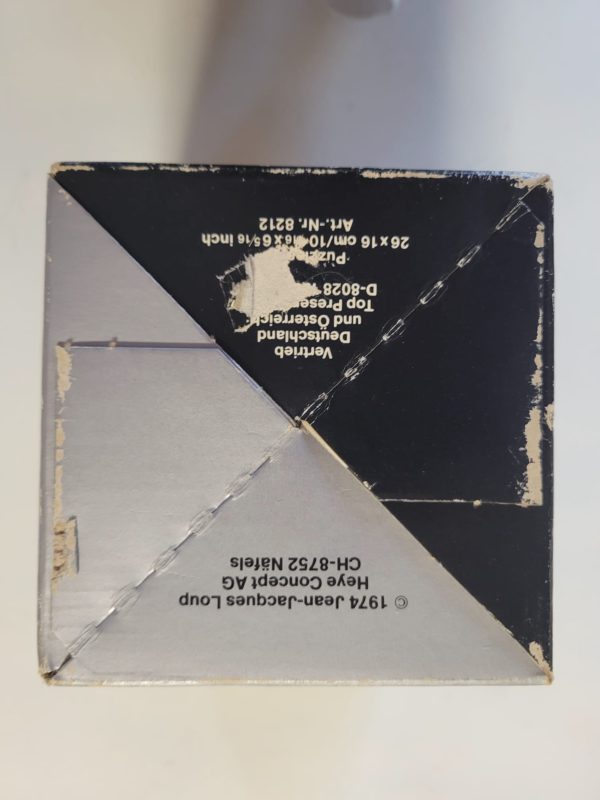 © 1974 Jean-Jacques Loup
Heye Concept AG
CH-8752 Näfels
Vertrieb
Deutschland
und Österreich
Top
D-8028
26 x 16 cm/10 x 6 5/16 inch
Art.-Nr. 8212